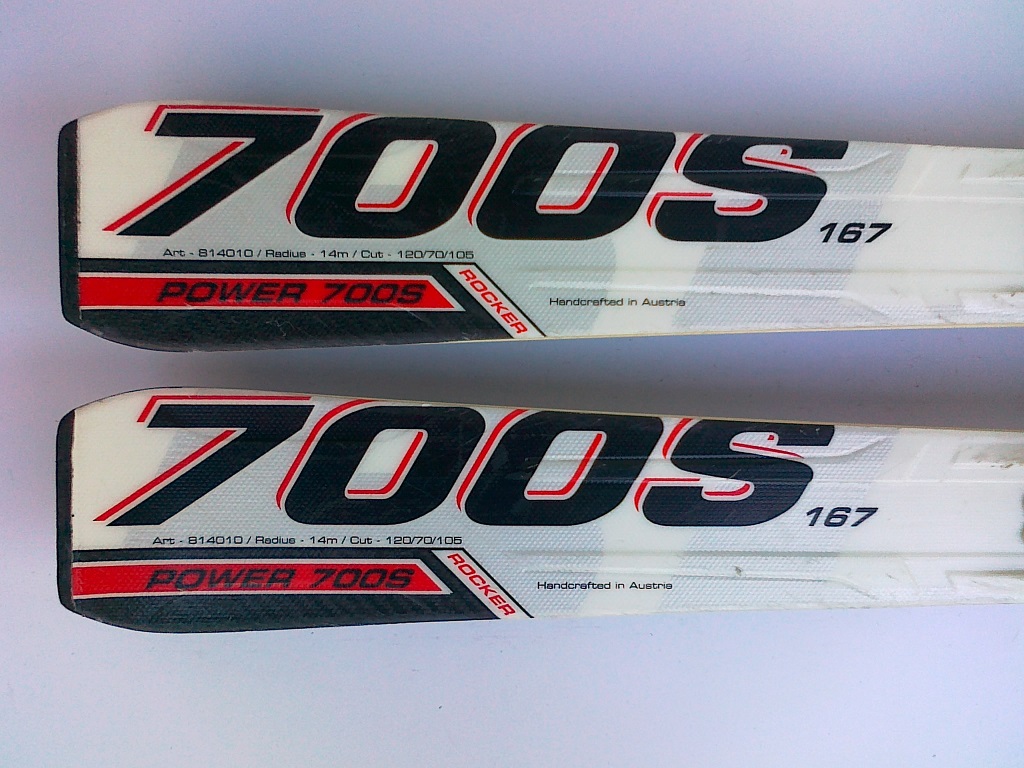 700S
167
Art - 814010 / Radius - 14m / Cut - 120/70/105
POWER 700S
ROCKER
Handcrafted in Austria
700S
167
Art - 814010 / Radius - 14m / Cut - 120/70/105
POWER 700S
ROCKER
Handcrafted in Austria